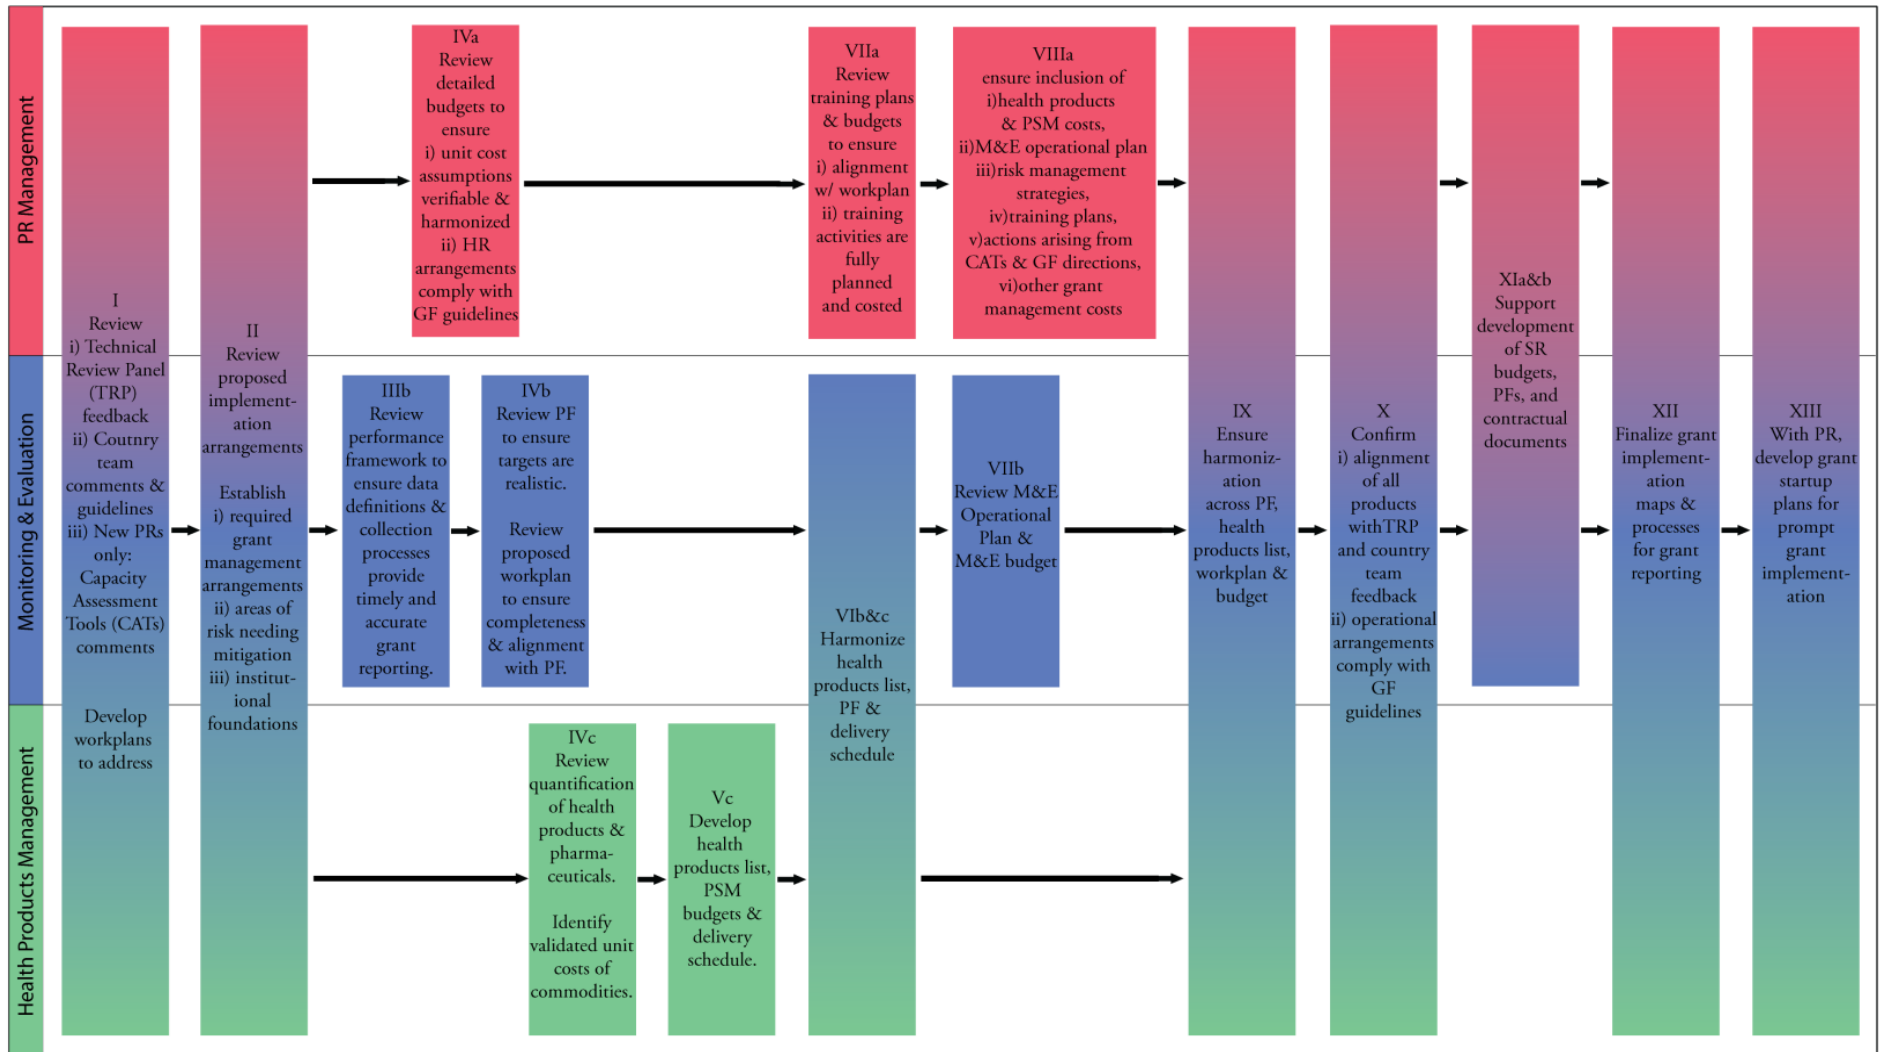 PR Management
Monitoring & Evaluation
Health Products Management
I
Review
i) Technical
Review Panel
(TRP)
feedback
ii) Coutnry
team
comments &
guidelines
iii) New PRs
only:
Capacity
Assessment
Tools (CATs)
comments
Develop
workplans
to address
II
Review
proposed
implement-
ation
arrangements
Establish
i) required
grant
management
arrangements
ii) areas of
risk needing
mitigation
iii) institut-
ional
foundations
IVa
Review
detailed
budgets to
ensure
i) unit cost
assumptions
verifiable &
harmonized
ii) HR
arrangements
comply with
GF guidelines
IIIb
Review
performance
framework to
ensure data
definitions &
collection
processes
provide
timely and
accurate
grant
reporting.
IVb
Review PF
to ensure
targets are
realistic.
Review
proposed
workplan
to ensure
completeness
& alignment
with PF.
IVc
Review
quantification
of health
products &
pharma-
ceuticals.
Identify
validated unit
costs of
commodities.
Vc
Develop
health
products list,
PSM
budgets &
delivery
schedule.
VIIa
Review
training plans
& budgets
to ensure
i) alignment
w/ workplan
ii) training
activities are
fully
planned
and costed
VIb&c
Harmonize
health
products list,
PF &
delivery
schedule
VIIIa
ensure inclusion of
i)health products
& PSM costs,
ii)M&E operational plan
iii)risk management
strategies,
iv)training plans,
v)actions arising from
CATs & GF directions,
vi)other grant
management costs
VIIb
Review M&E
Operational
Plan &
M&E budget
IX
Ensure
harmoniz-
ation
across PF,
health
products list,
workplan &
budget
X
Confirm
i) alignment
of all
products
withTRP
and country
team
feedback
ii) operational
arrangements
comply with
GF
guidelines
XIa&b
Support
development
of SR
budgets,
PFs, and
contractual
documents
XII
Finalize grant
implement-
ation
maps &
processes
for grant
reporting
XIII
With PR,
develop grant
startup
plans for
prompt
grant
implement-
ation